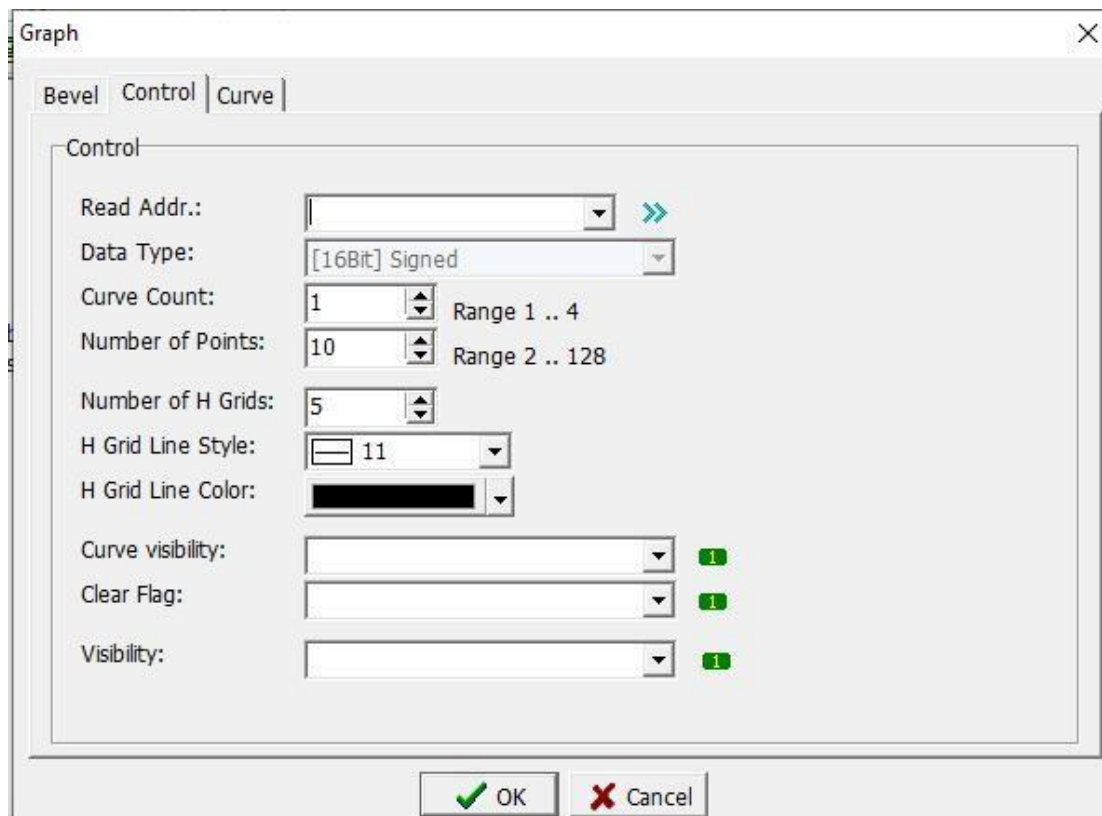 Graph
Bevel Control Curve
Control
Read Addr.:
Data Type: [16Bit] Signed
Curve Count: 1 Range 1 .. 4
Number of Points: 10 Range 2 .. 128
Number of H Grids: 5
H Grid Line Style: 11
H Grid Line Color:
Curve visibility: 1
Clear Flag: 1
Visibility: 1
OK Cancel